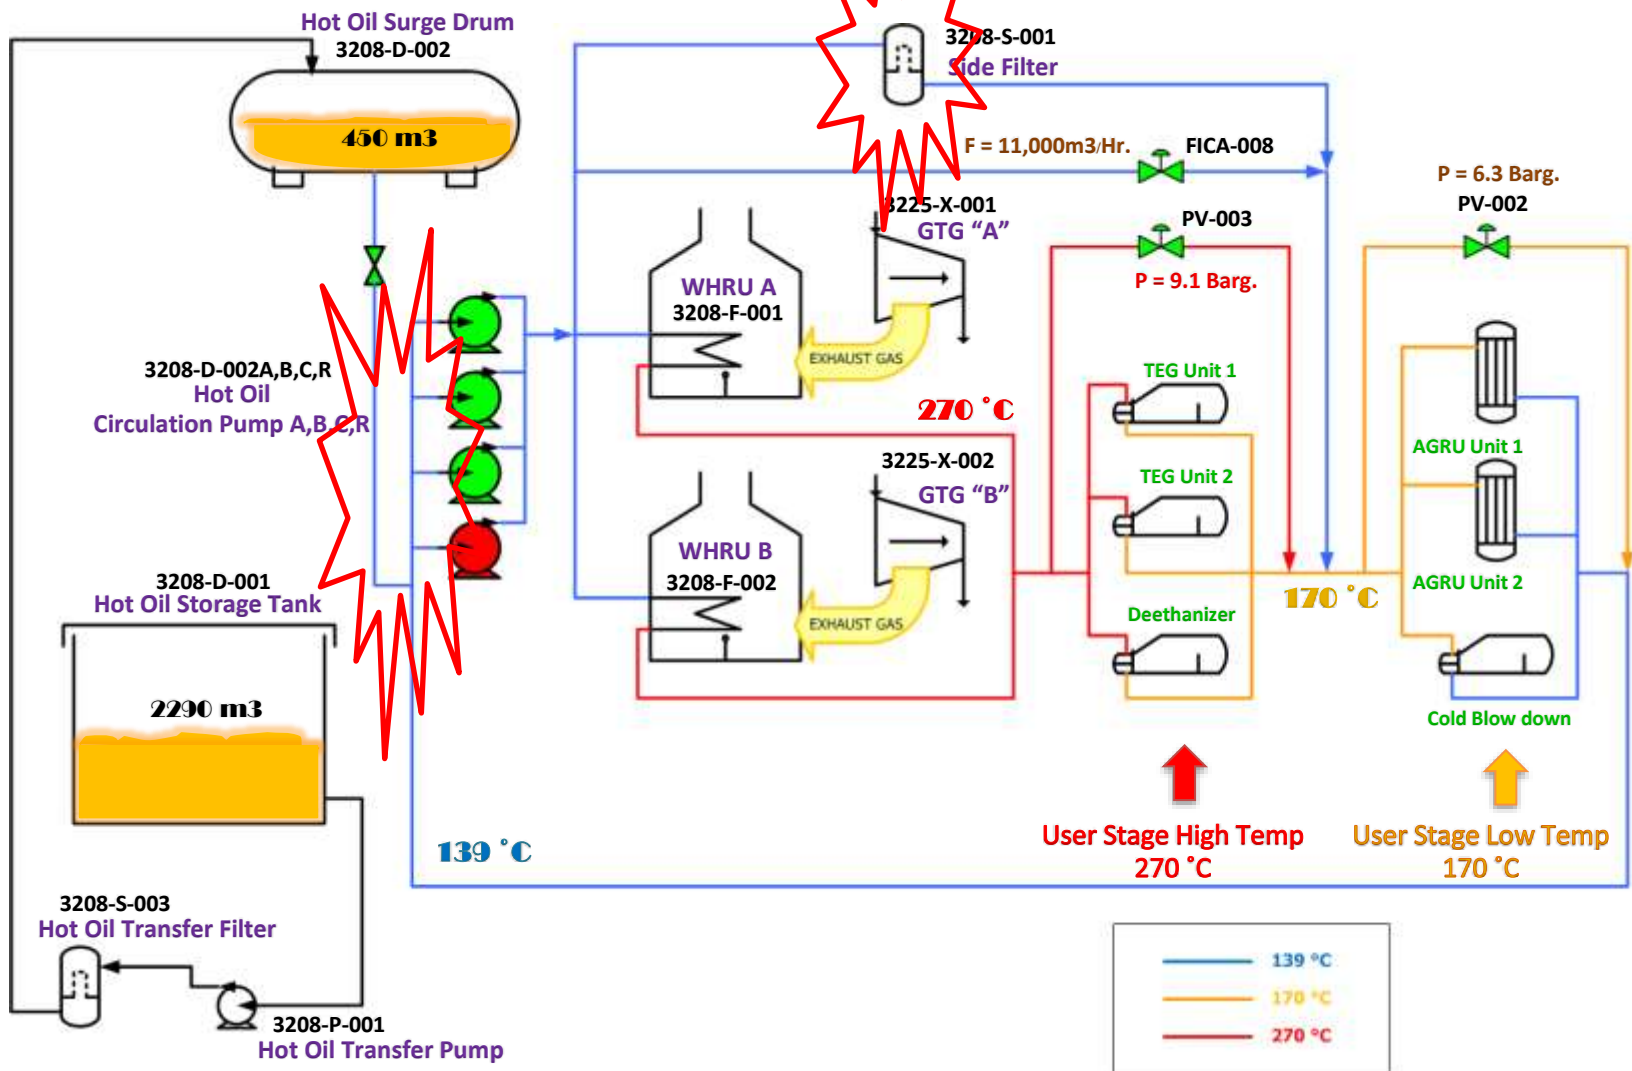 Hot Oil Surge Drum
3208-D-002
450 m3
3208-S-001
Side Filter
F = 11,000m3/Hr.
FICA-008
P = 6.3 Barg.
PV-002
3225-X-001
GTG “A”
PV-003
P = 9.1 Barg.
WHRU A
3208-F-001
EXHAUST GAS
3208-D-002A,B,C,R
Hot Oil
Circulation Pump A,B,C,R
270 °C
TEG Unit 1
AGRU Unit 1
3225-X-002
GTG “B”
TEG Unit 2
WHRU B
3208-F-002
EXHAUST GAS
AGRU Unit 2
170 °C
Deethanizer
3208-D-001
Hot Oil Storage Tank
2290 m3
Cold Blow down
139 °C
User Stage High Temp
270 °C
User Stage Low Temp
170 °C
3208-S-003
Hot Oil Transfer Filter
3208-P-001
Hot Oil Transfer Pump
139 °C
170 °C
270 °C